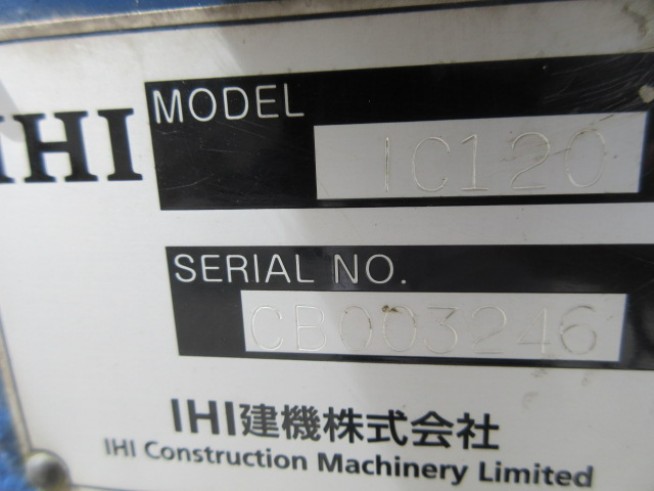 IHI
MODEL
IC120
SERIAL NO.
CB003246
IHI建機株式会社
IHI Construction Machinery Limited